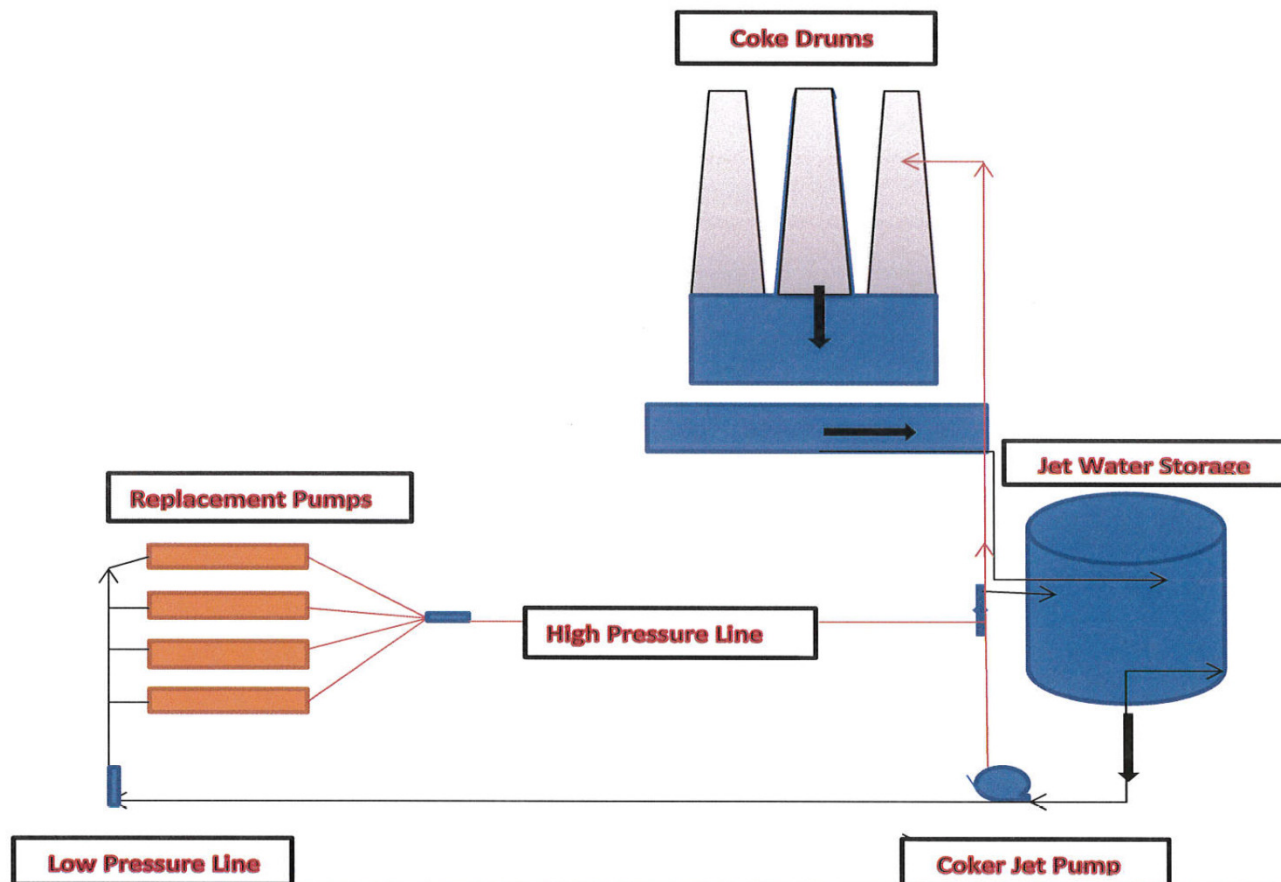 Coke Drums
Jet Water Storage
Replacement Pumps
High Pressure Line
Low Pressure Line
Coker Jet Pump